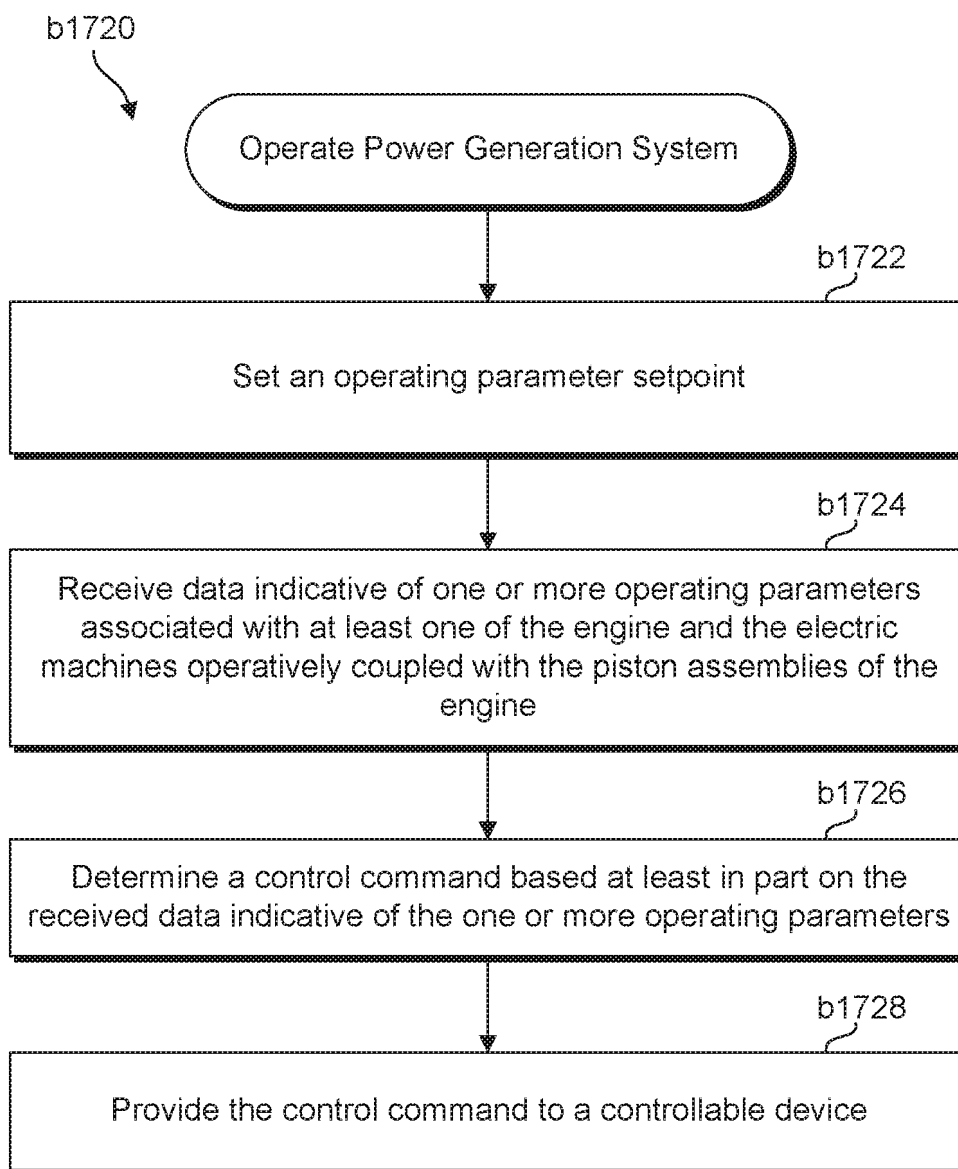 b1720
Operate Power Generation System
b1722
Set an operating parameter setpoint
b1724
Receive data indicative of one or more operating parameters
associated with at least one of the engine and the electric
machines operatively coupled with the piston assemblies of the
engine
b1726
Determine a control command based at least in part on the
received data indicative of the one or more operating parameters
b1728
Provide the control command to a controllable device